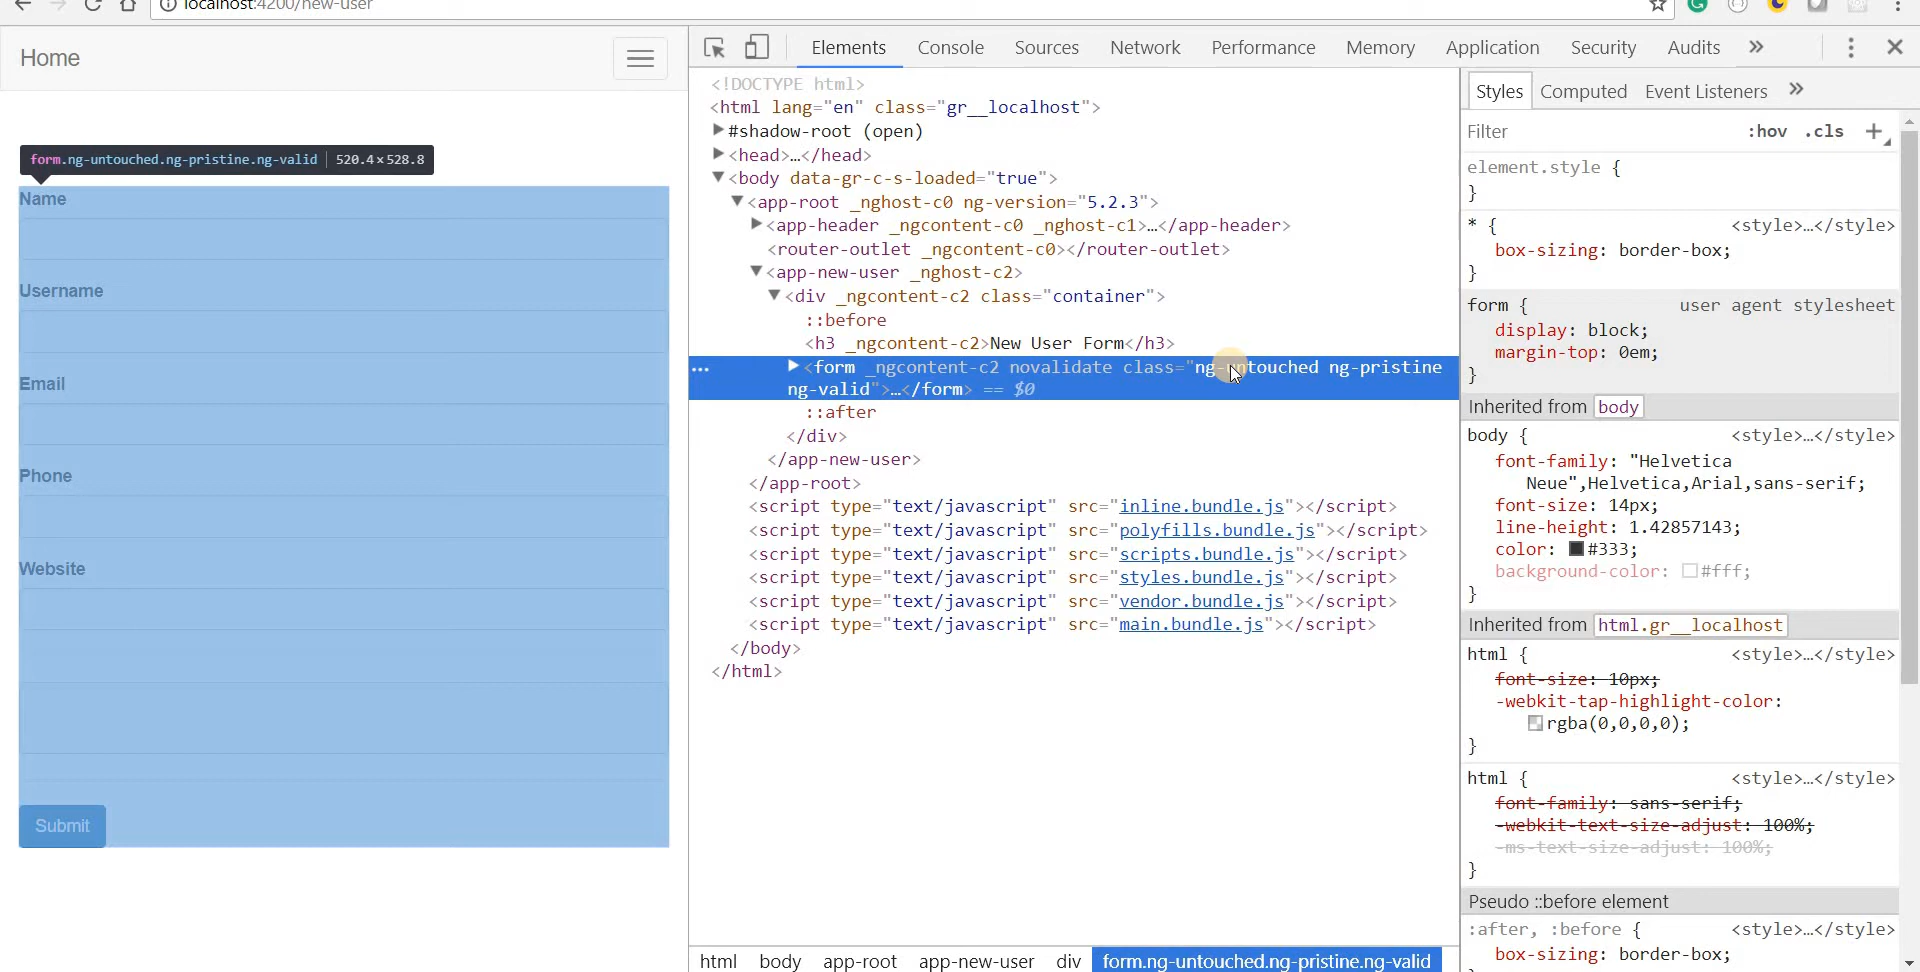 localhost:4200/new-user
Home
form.ng-untouched.ng-pristine.ng-valid | 520.4×528.8
Name
Username
Email
Phone
Website
Submit
Elements Console Sources Network Performance Memory Application Security Audits »
<!DOCTYPE html>
<html lang="en" class="gr__localhost">
▶#shadow-root (open)
▶<head>…</head>
▼<body data-gr-c-s-loaded="true">
▼<app-root _nghost-c0 ng-version="5.2.3">
▶<app-header _ngcontent-c0 _nghost-c1>…</app-header>
<router-outlet _ngcontent-c0></router-outlet>
▼<app-new-user _nghost-c2>
▼<div _ngcontent-c2 class="container">
::before
<h3 _ngcontent-c2>New User Form</h3>
… ▶<form _ngcontent-c2 novalidate class="ng-untouched ng-pristine
ng-valid">…</form> == $0
::after
</div>
</app-new-user>
</app-root>
<script type="text/javascript" src="inline.bundle.js"></script>
<script type="text/javascript" src="polyfills.bundle.js"></script>
<script type="text/javascript" src="scripts.bundle.js"></script>
<script type="text/javascript" src="styles.bundle.js"></script>
<script type="text/javascript" src="vendor.bundle.js"></script>
<script type="text/javascript" src="main.bundle.js"></script>
</body>
</html>
html body app-root app-new-user div form.ng-untouched.ng-pristine.ng-valid
Styles Computed Event Listeners »
Filter :hov .cls +
element.style {
}
* { <style>…</style>
box-sizing: border-box;
}
form { user agent stylesheet
display: block;
margin-top: 0em;
}
Inherited from body
body { <style>…</style>
font-family: "Helvetica
Neue",Helvetica,Arial,sans-serif;
font-size: 14px;
line-height: 1.42857143;
color: #333;
background-color: #fff;
}
Inherited from html.gr__localhost
html { <style>…</style>
font-size: 10px;
-webkit-tap-highlight-color:
rgba(0,0,0,0);
}
html { <style>…</style>
font-family: sans-serif;
-webkit-text-size-adjust: 100%;
-ms-text-size-adjust: 100%;
}
Pseudo ::before element
:after, :before { <style>…</style>
box-sizing: border-box;